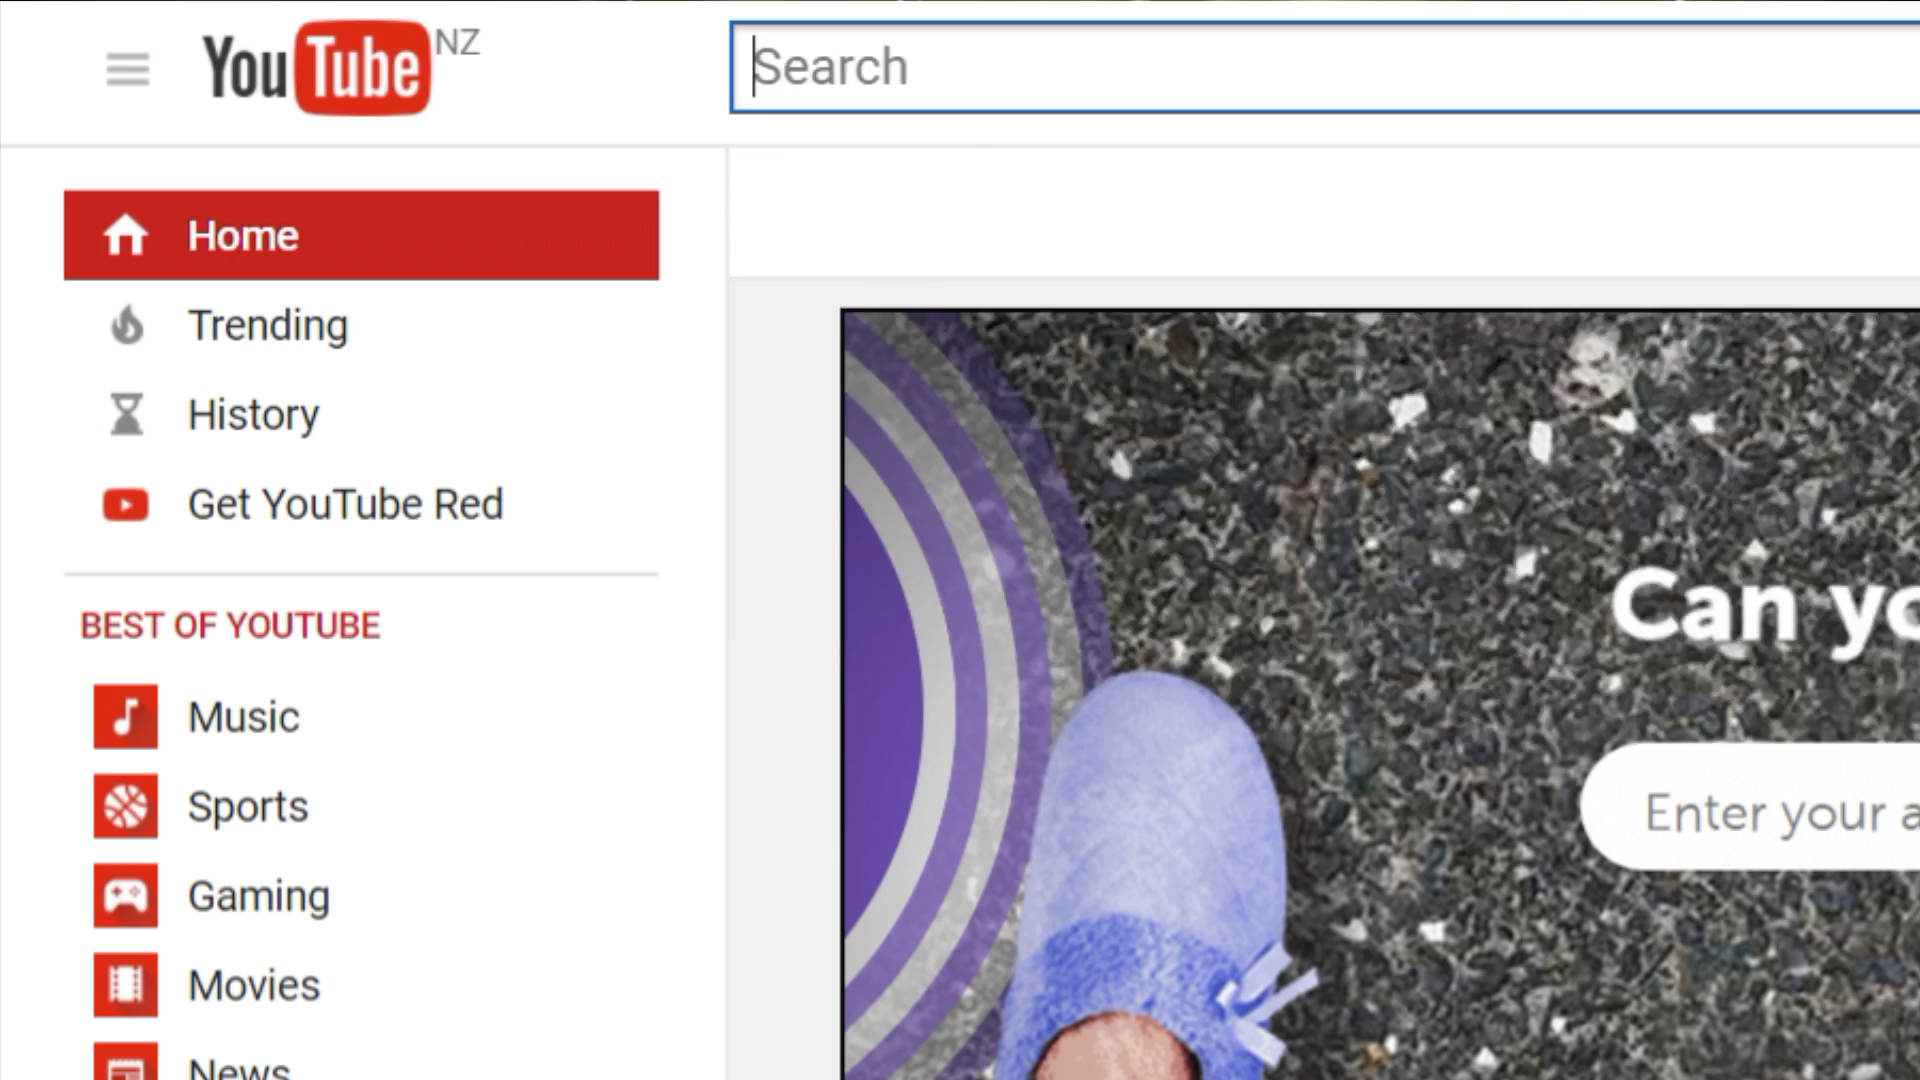 YouTube NZ
Search
Home
Trending
History
Get YouTube Red
BEST OF YOUTUBE
Music
Sports
Gaming
Movies
News
Can yo
Enter your a